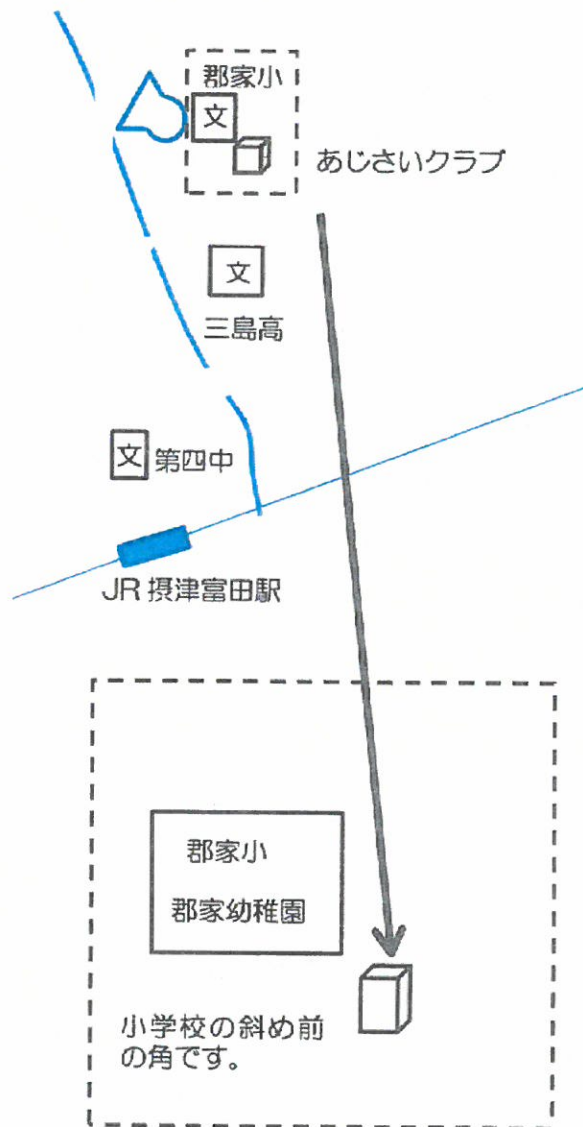 郡家小
文
あじさいクラブ
文
三島高
文 第四中
JR 摂津富田駅
郡家小
郡家幼稚園
小学校の斜め前
の角です。